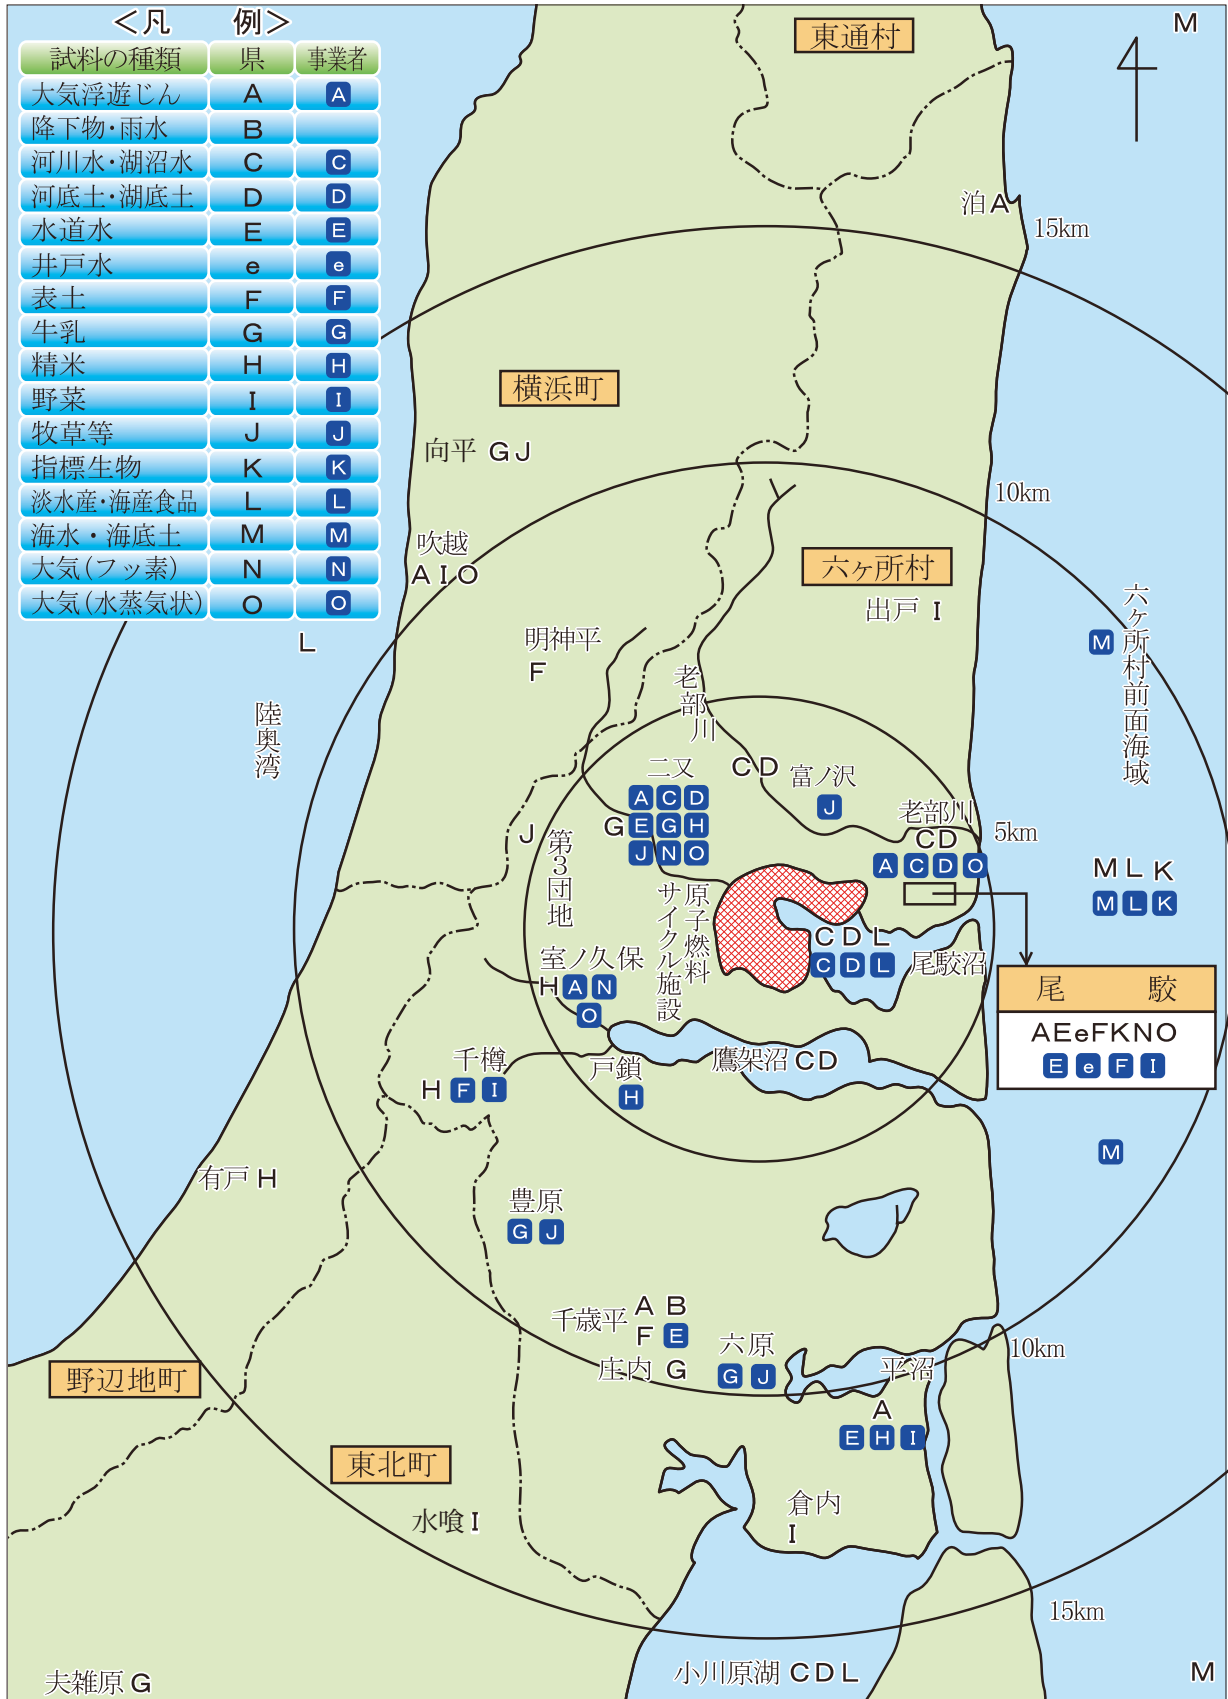 ＜凡　例＞
試料の種類 県 事業者
大気浮遊じん A A
降下物・雨水 B
河川水・湖沼水 C C
河底土・湖底土 D D
水道水 E E
井戸水 e e
表土 F F
牛乳 G G
精米 H H
野菜 I I
牧草等 J J
指標生物 K K
淡水産・海産食品 L L
海水・海底土 M M
大気（フッ素） N N
大気（水蒸気状） O O
M
東通村
泊 A
15km
横浜町
向平 G J
10km
吹越
A I O
六ヶ所村
出戸 I
六ヶ所村前面海域
M
L
明神平
F
陸奥湾
老部川
C D
二又
A C D
G E G H
J N O
富ノ沢
J
老部川
C D
A C D O
5km
J
第3団地
原子燃料
サイクル施設
M L K
M L K
C D L
C D L
尾駮沼
室ノ久保
H A N
O
尾 駮
A E e F K N O
E e F I
千樽
H F I
戸鎖
H
鷹架沼 C D
M
有戸 H
豊原
G J
千歳平 A B
F E
庄内 G
六原
G J
10km
平沼
A
E H I
野辺地町
東北町
水喰 I
倉内
I
15km
夫雑原 G
小川原湖 C D L
M